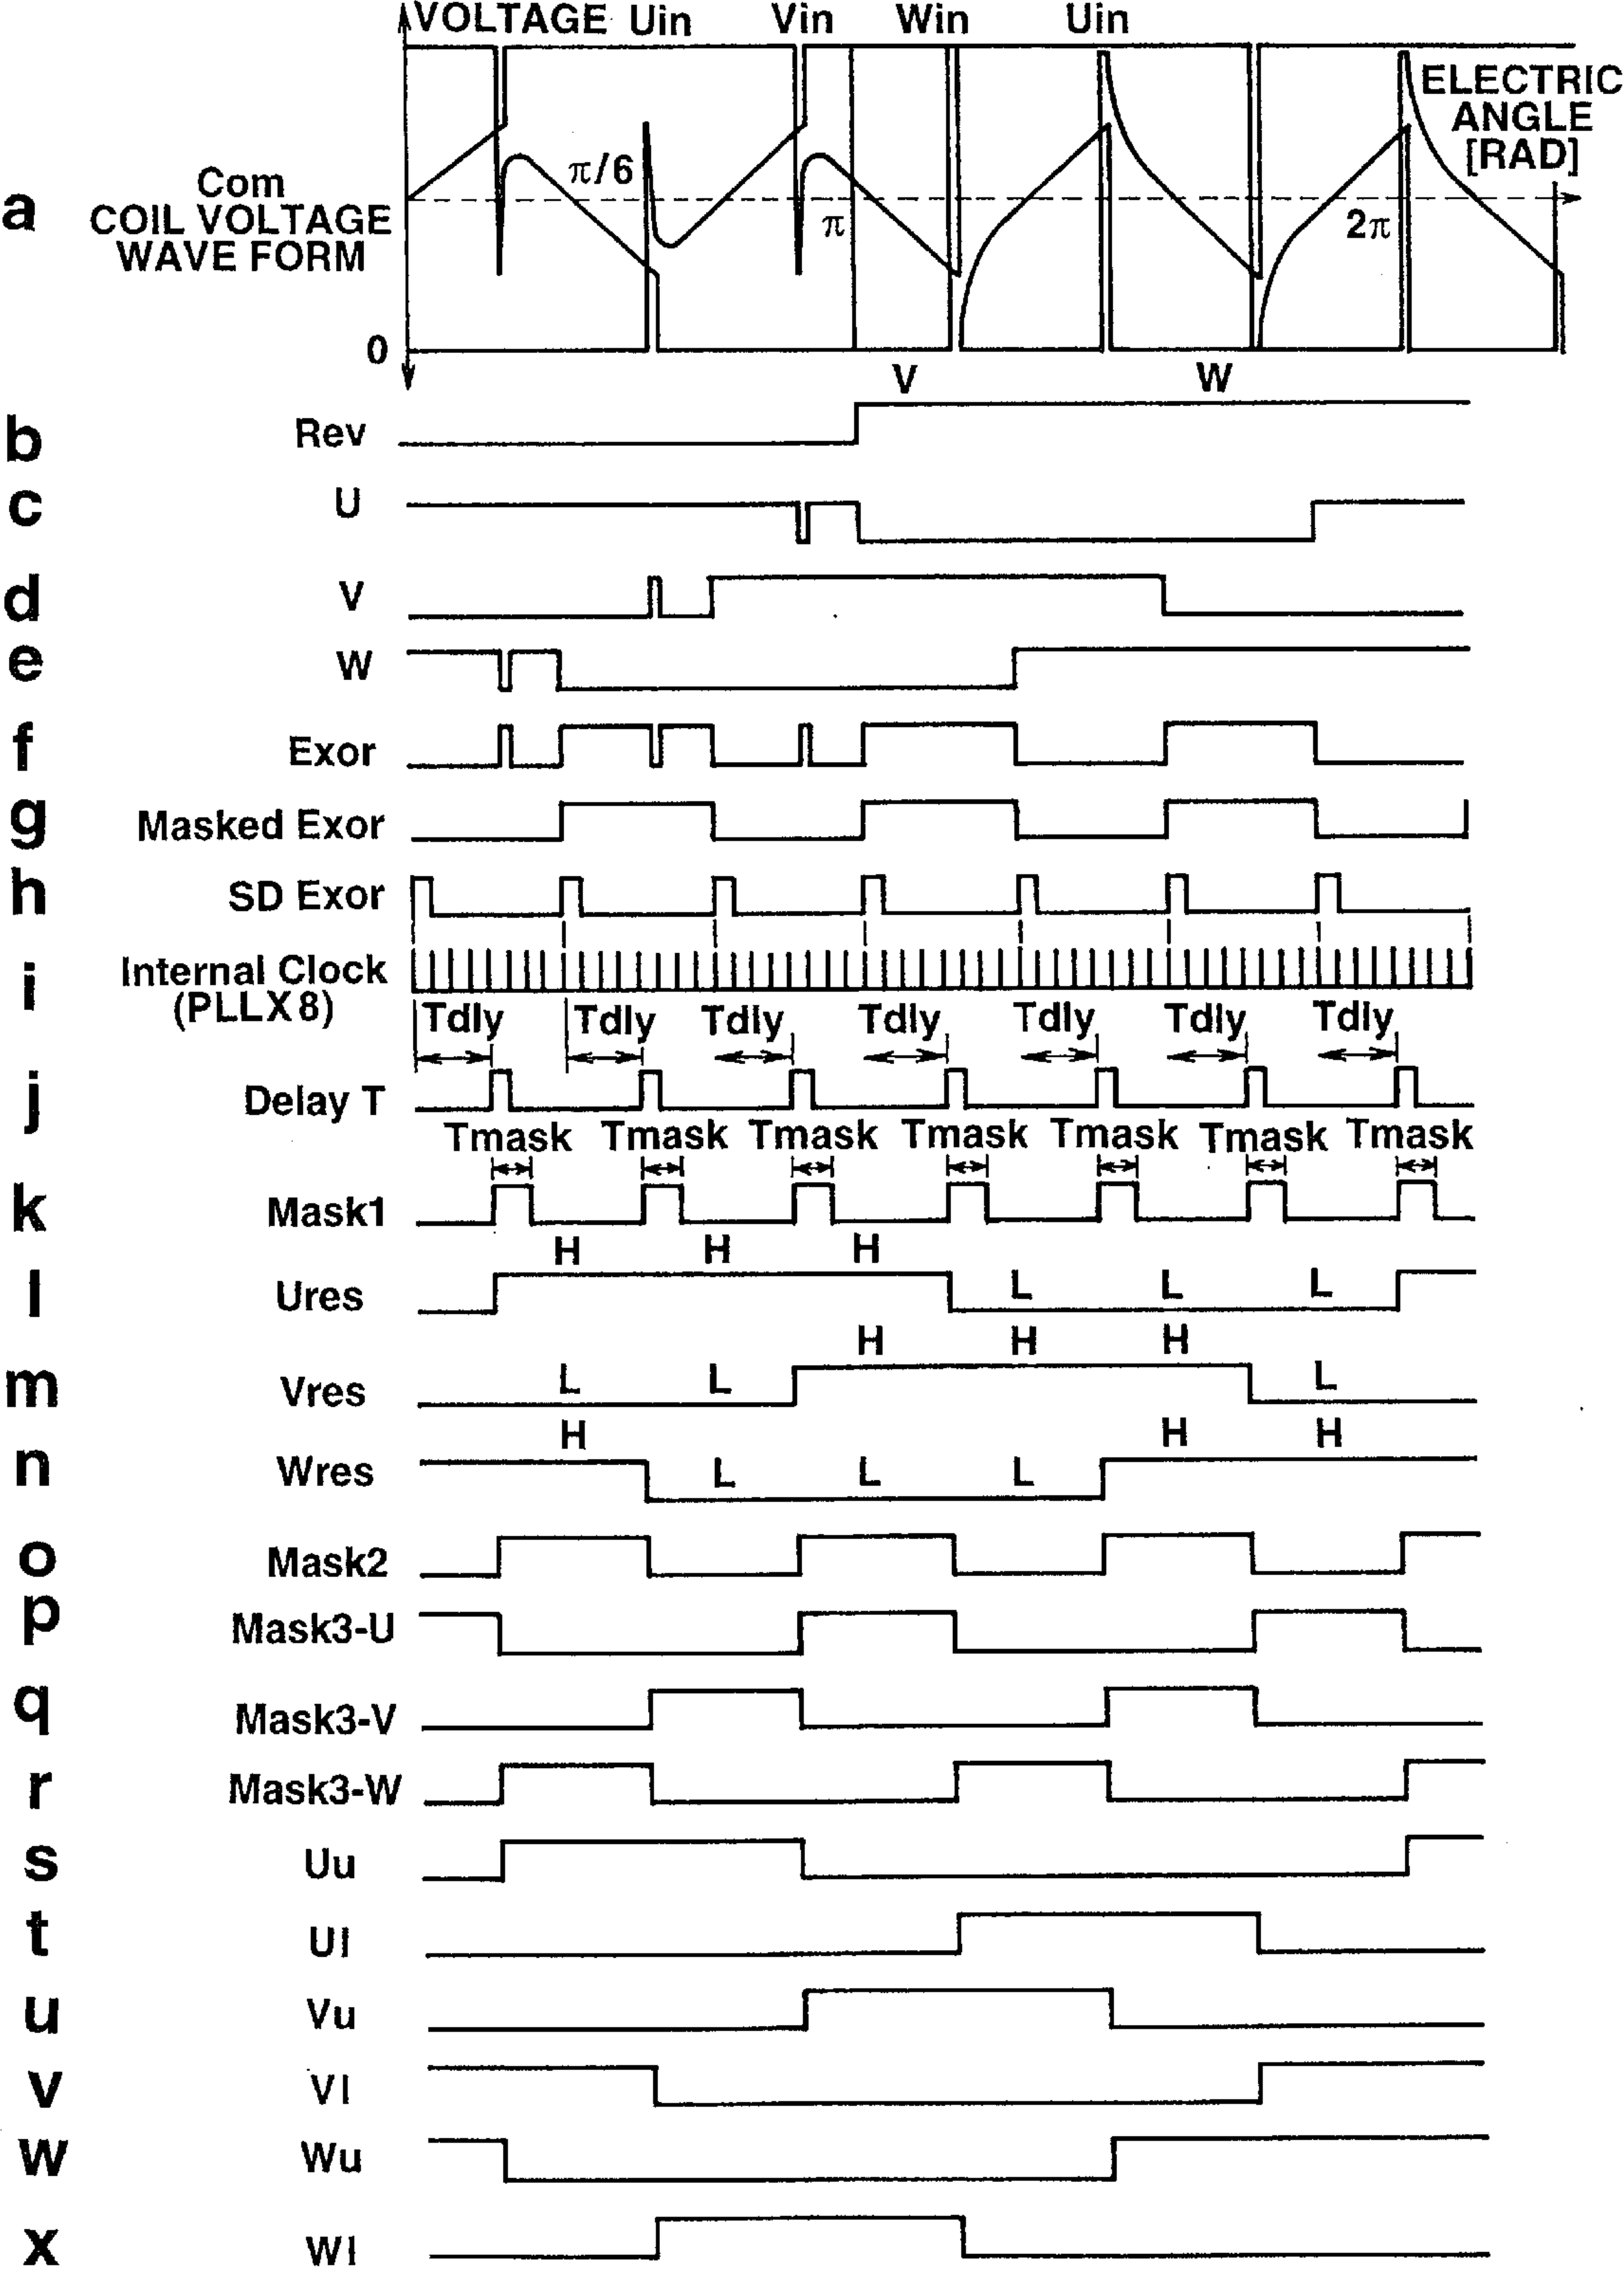 VOLTAGE Uin Vin Win Uin
ELECTRIC
ANGLE
[RAD]
π/6
Com
COIL VOLTAGE
WAVE FORM
a
π
2π
0
V W
b Rev
c U
d V
e W
f Exor
g Masked Exor
h SD Exor
i Internal Clock
(PLLX8)
Tdly Tdly Tdly Tdly Tdly Tdly Tdly
j Delay T
Tmask Tmask Tmask Tmask Tmask Tmask Tmask
k Mask1
H H H
l Ures L L L
H H H
m Vres L L L
H H H
n Wres L L L
o Mask2
p Mask3-U
q Mask3-V
r Mask3-W
s Uu
t Ul
u Vu
v Vl
w Wu
x Wl